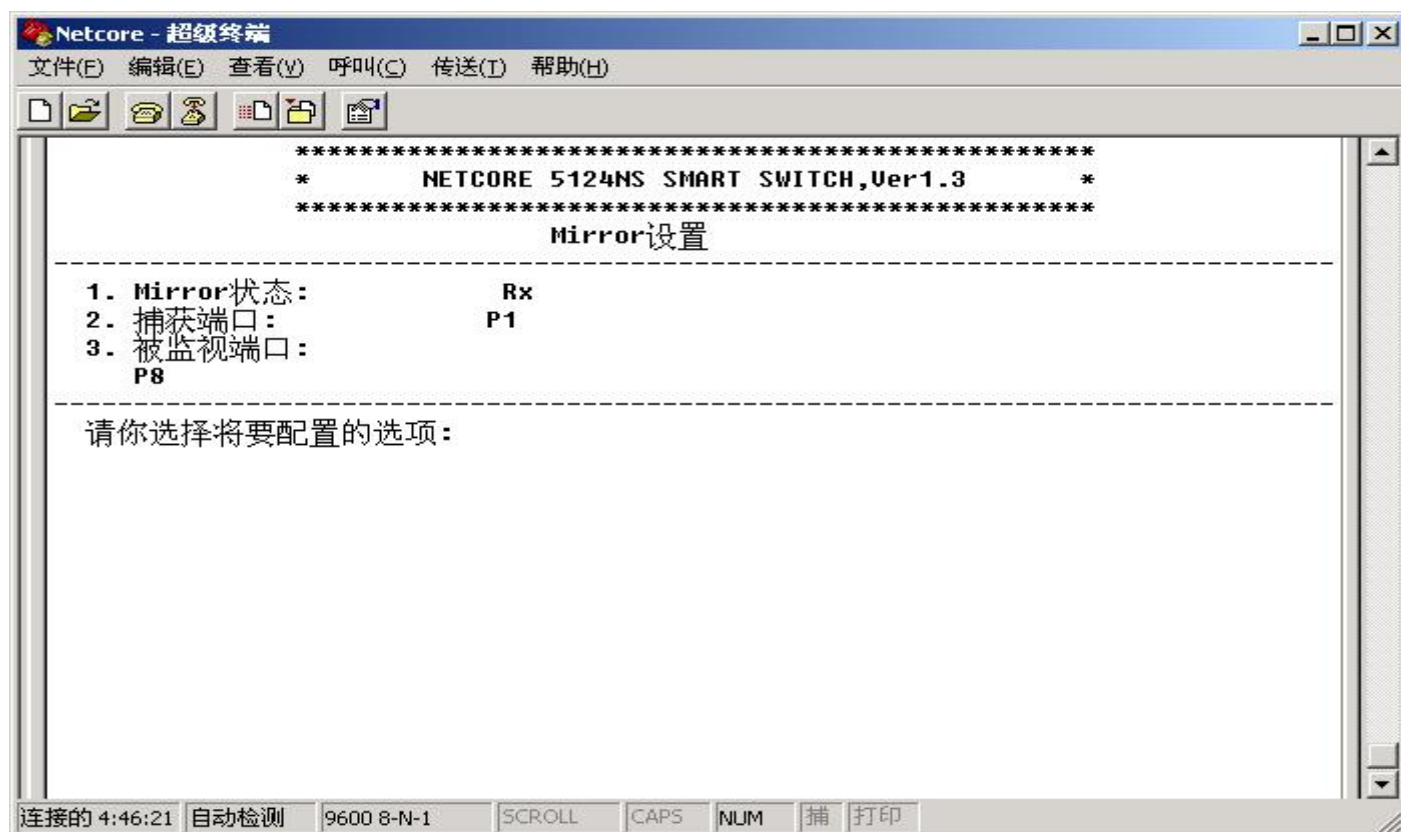 Netcore - 超级终端
文件(F) 编辑(E) 查看(V) 呼叫(C) 传送(T) 帮助(H)
***************************************************
* NETCORE 5124NS SMART SWITCH,Ver1.3 *
***************************************************
Mirror设置
--------------------------------------------------------------------------------
1. Mirror状态: Rx
2. 捕获端口: P1
3. 被监视端口:
P8
--------------------------------------------------------------------------------
请你选择将要配置的选项:
连接的 4:46:21 自动检测 9600 8-N-1 SCROLL CAPS NUM 捕 打印